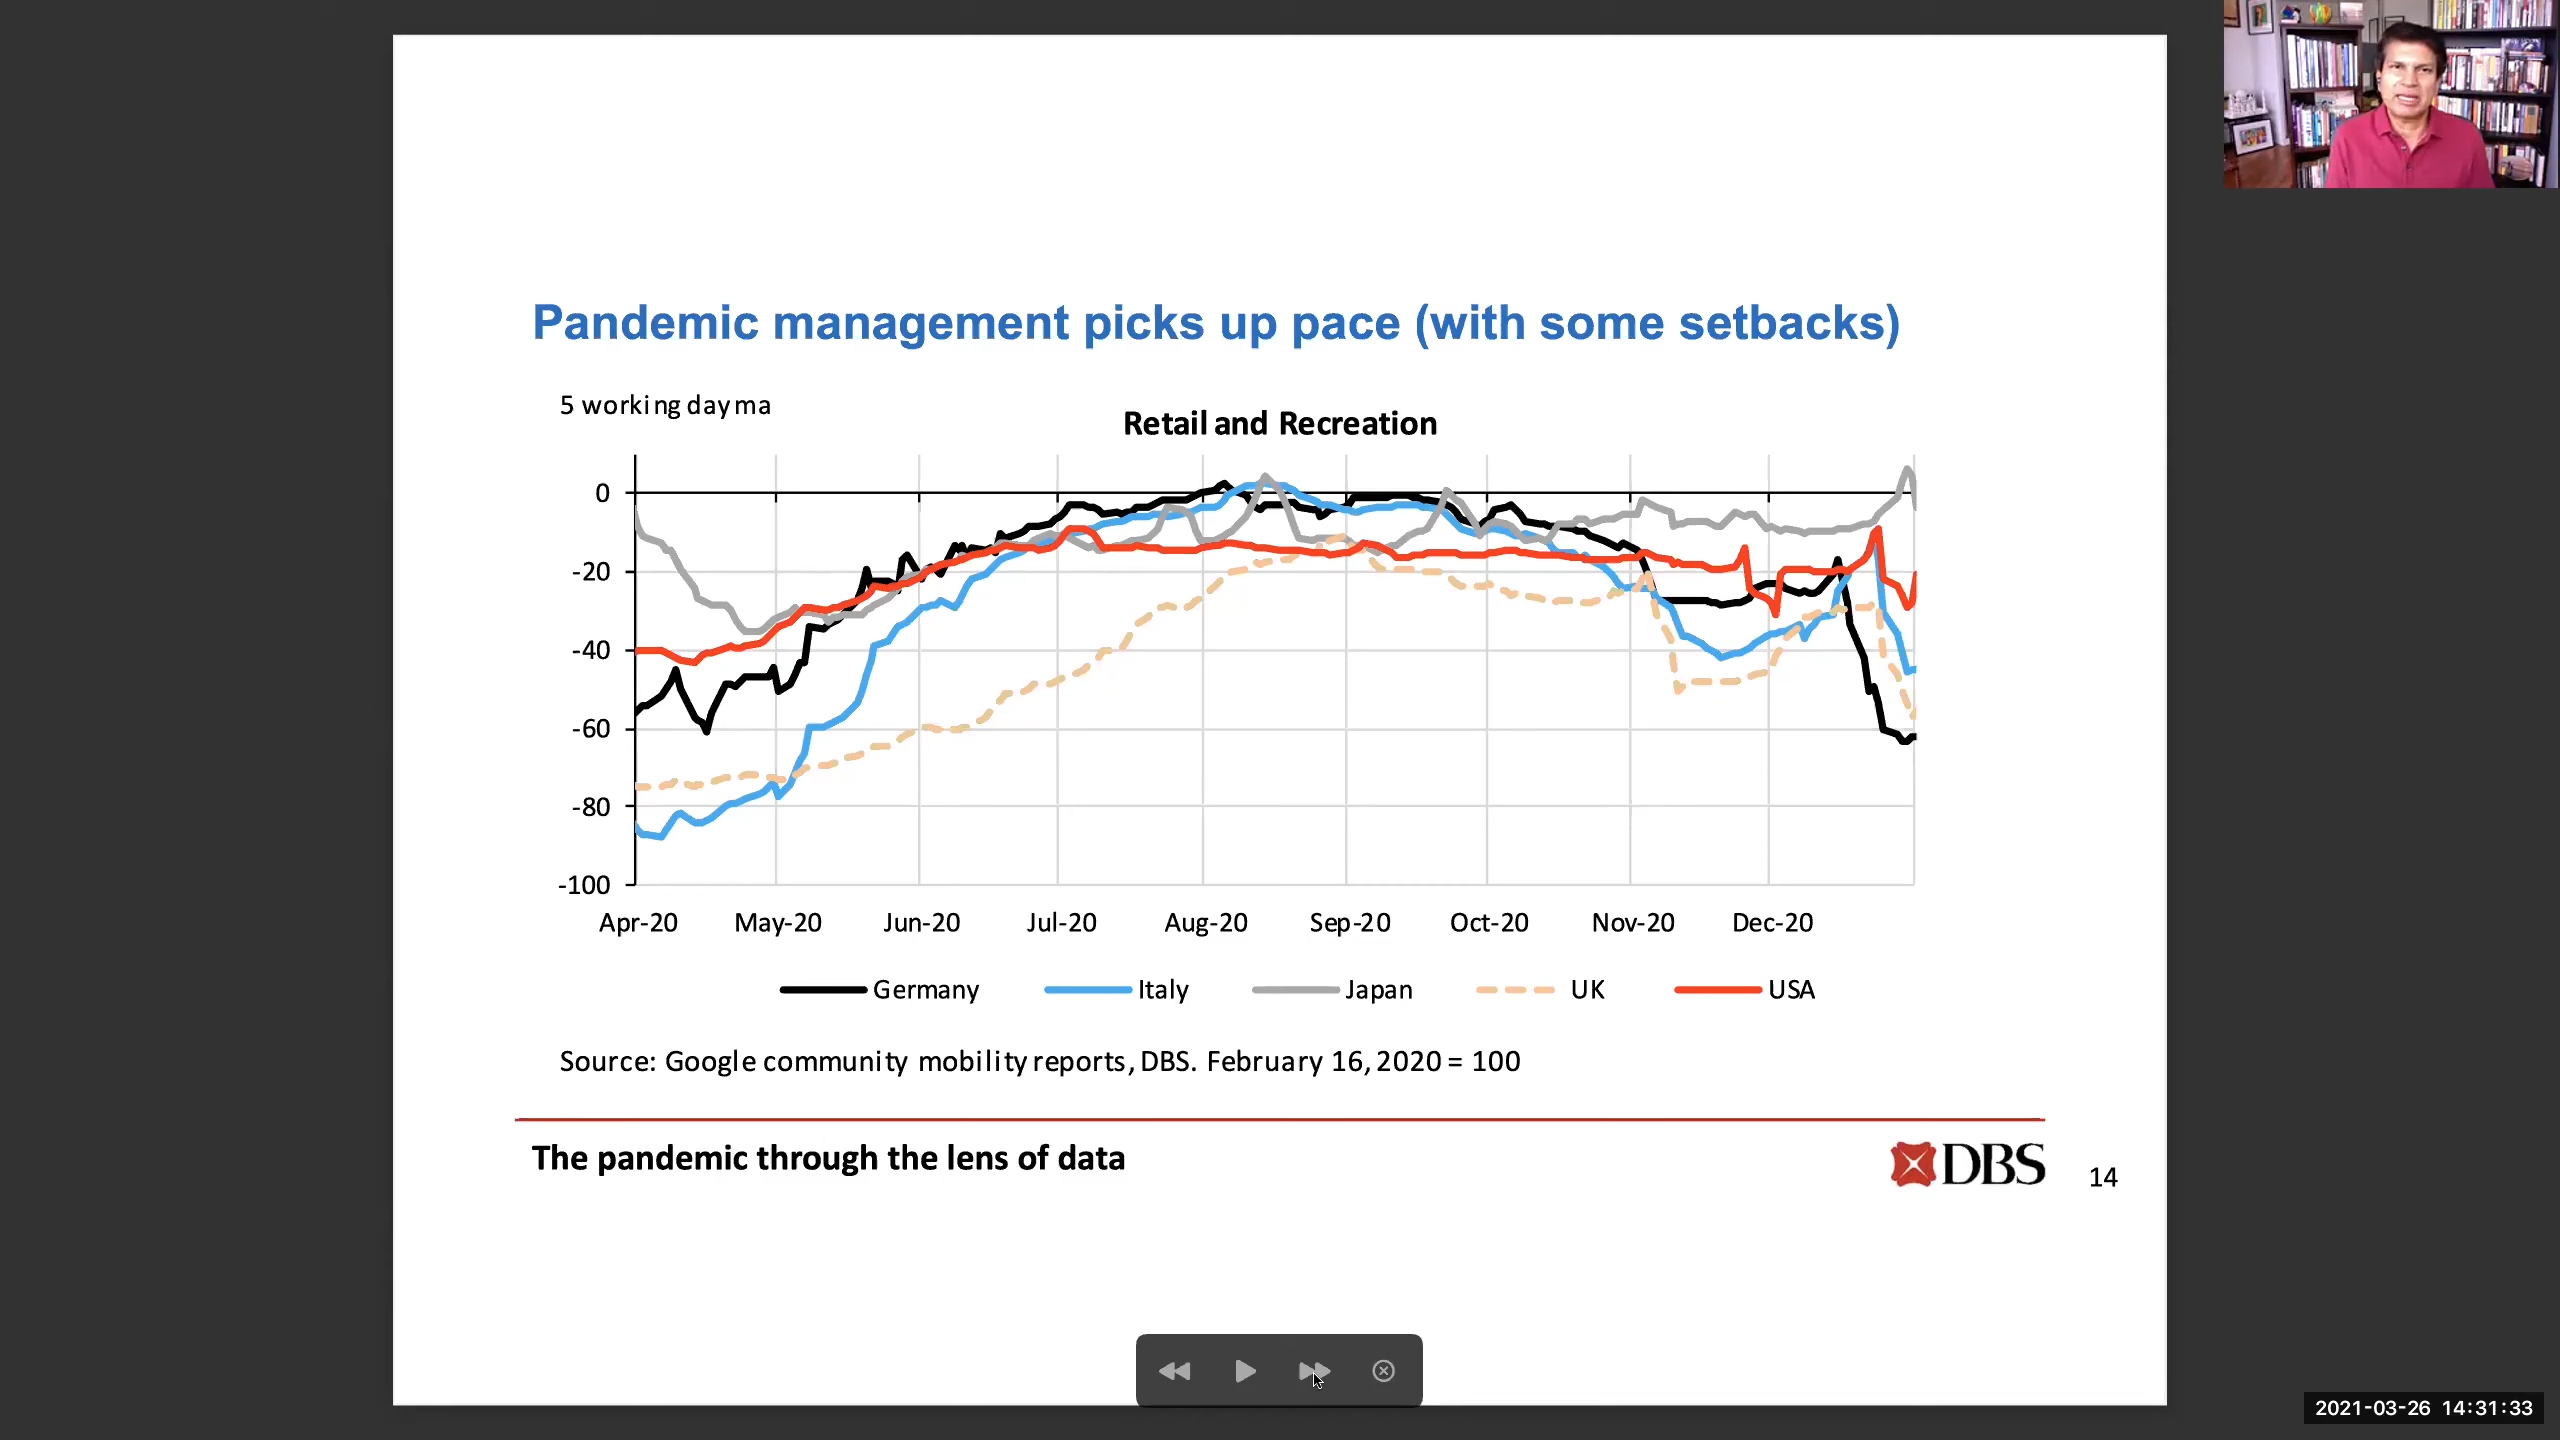 Pandemic management picks up pace (with some setbacks)
5 working day ma
Retail and Recreation
0
-20
-40
-60
-80
-100
Apr-20 May-20 Jun-20 Jul-20 Aug-20 Sep-20 Oct-20 Nov-20 Dec-20
Germany Italy Japan UK USA
Source: Google community mobility reports, DBS. February 16, 2020 = 100
The pandemic through the lens of data
DBS
14
2021-03-26 14:31:33